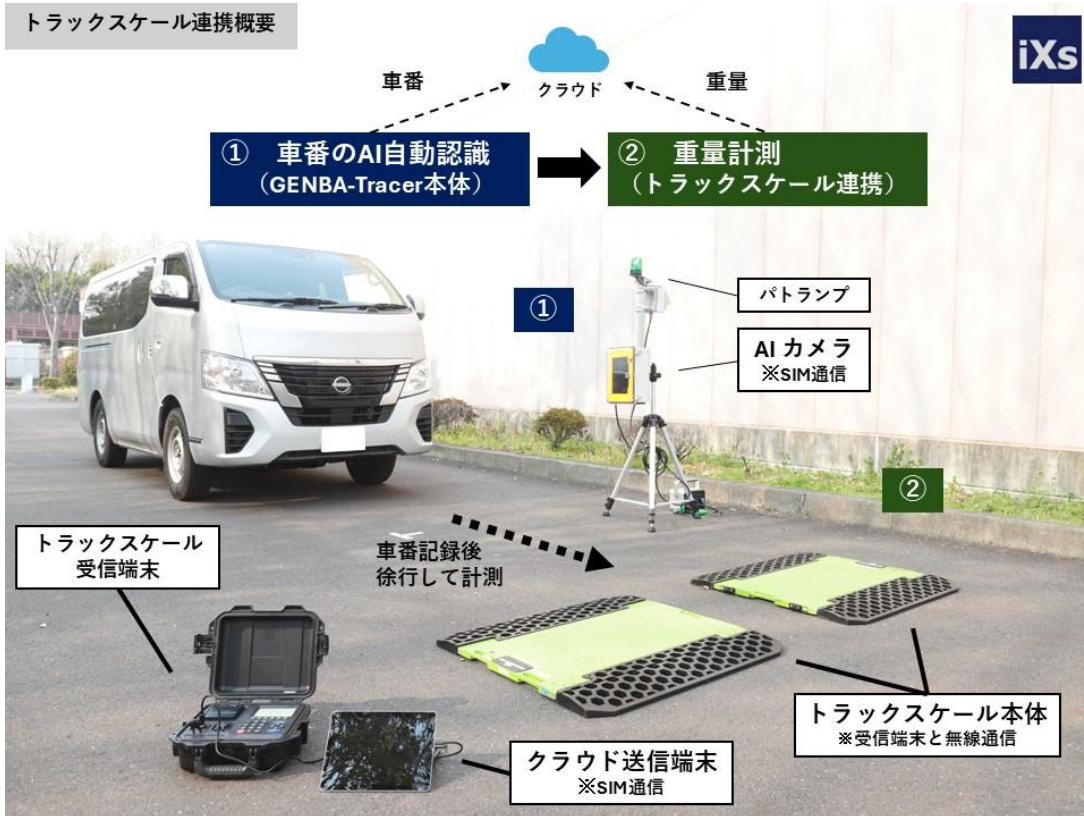 トラックスケール連携概要
iXs
車番
クラウド
重量
① 車番のAI自動認識
（GENBA-Tracer本体）
② 重量計測
（トラックスケール連携）
①
パトランプ
AI カメラ
※SIM通信
②
トラックスケール
受信端末
車番記録後
徐行して計測
トラックスケール本体
※受信端末と無線通信
クラウド送信端末
※SIM通信